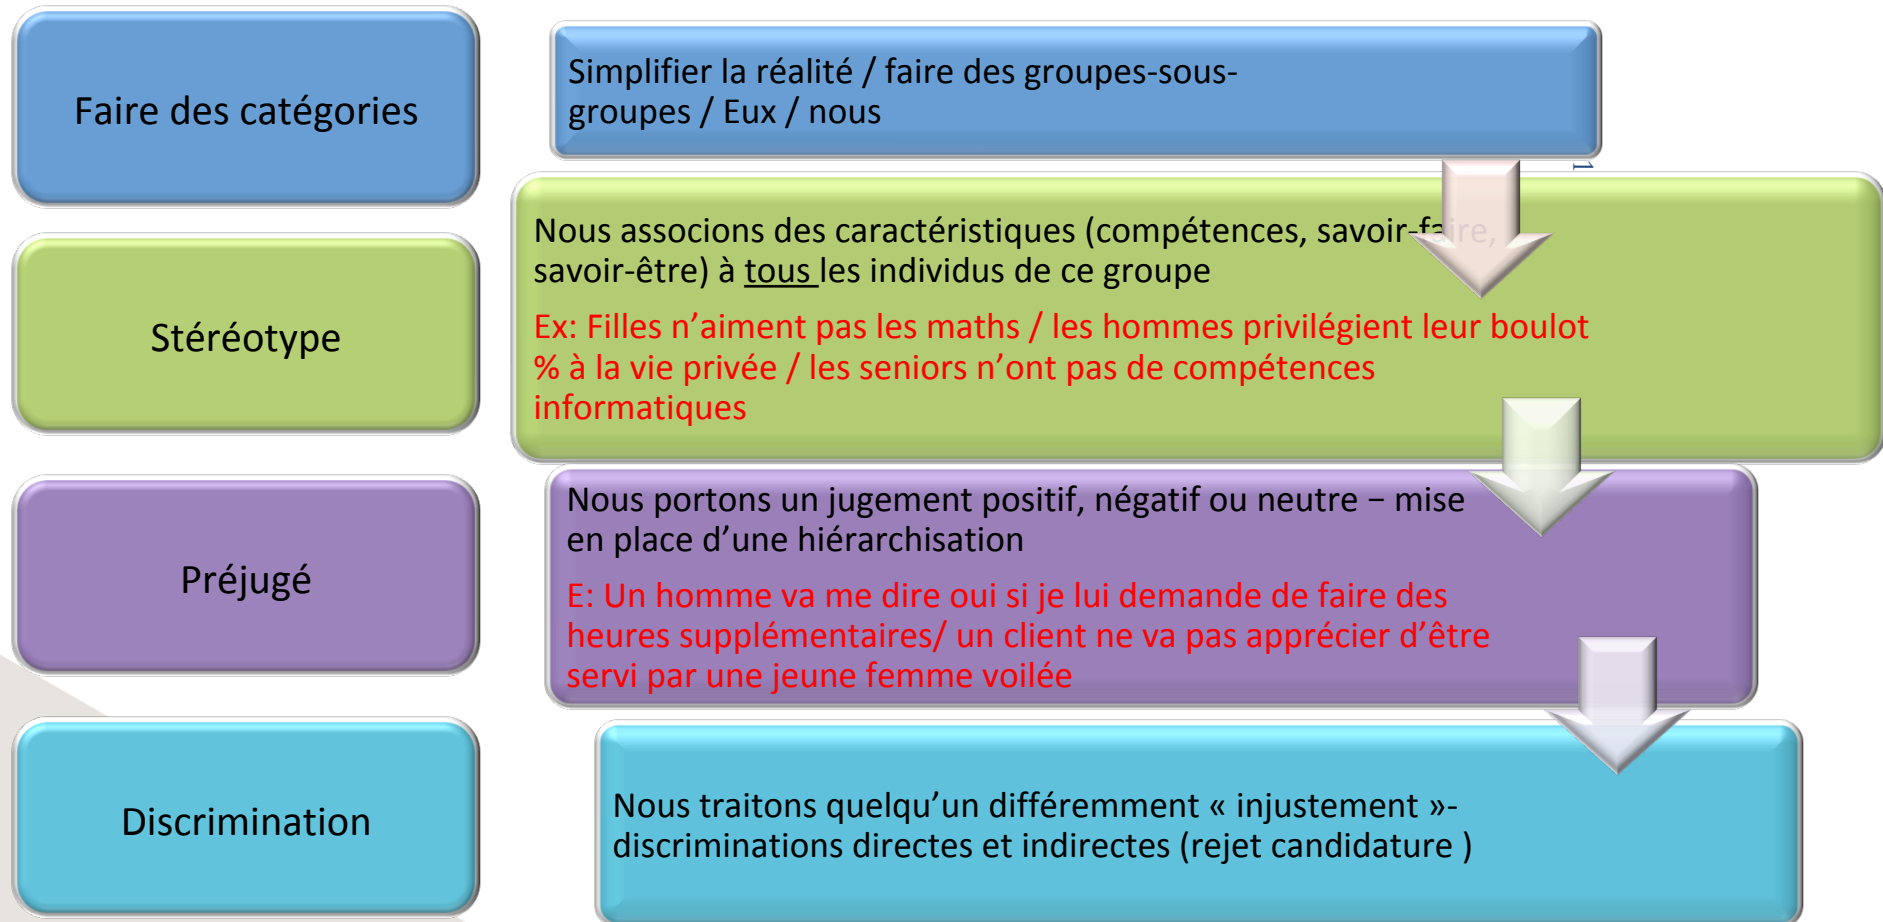 Faire des catégories
Simplifier la réalité / faire des groupes-sous-
groupes / Eux / nous
1
Stéréotype
Nous associons des caractéristiques (compétences, savoir-faire,
savoir-être) à tous les individus de ce groupe
Ex: Filles n’aiment pas les maths / les hommes privilégient leur boulot
% à la vie privée / les seniors n’ont pas de compétences
informatiques
Préjugé
Nous portons un jugement positif, négatif ou neutre – mise
en place d’une hiérarchisation
E: Un homme va me dire oui si je lui demande de faire des
heures supplémentaires/ un client ne va pas apprécier d’être
servi par une jeune femme voilée
Discrimination
Nous traitons quelqu’un différemment « injustement »-
discriminations directes et indirectes (rejet candidature )